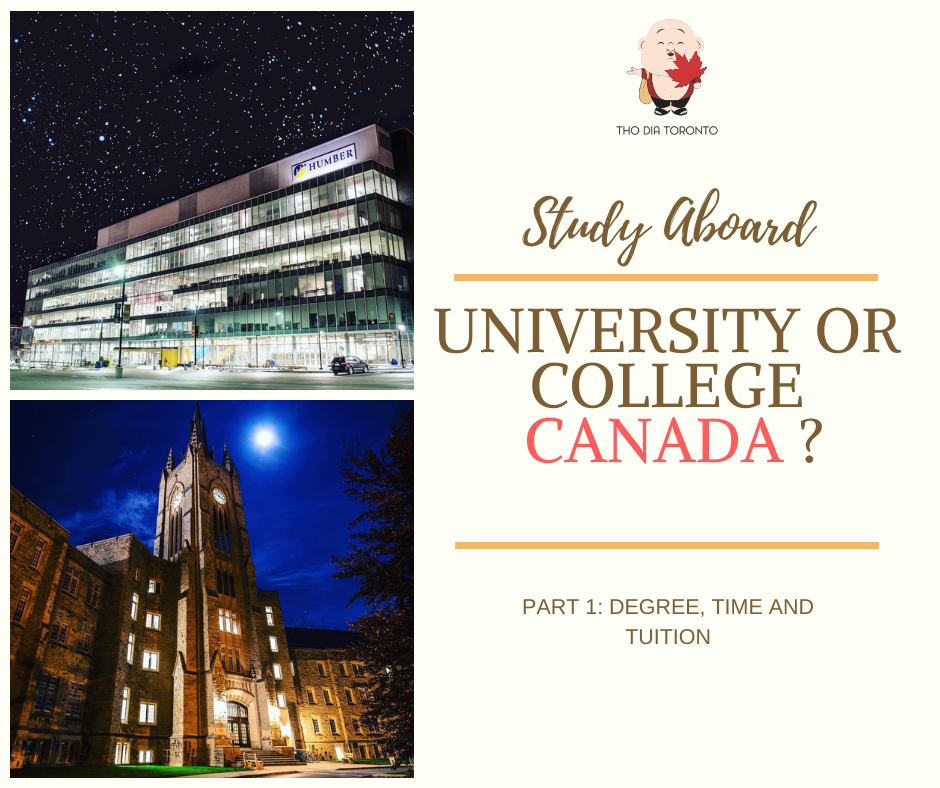 HUMBER
THO DIA TORONTO
Study Aboard
UNIVERSITY OR
COLLEGE
CANADA ?
PART 1: DEGREE, TIME AND
TUITION